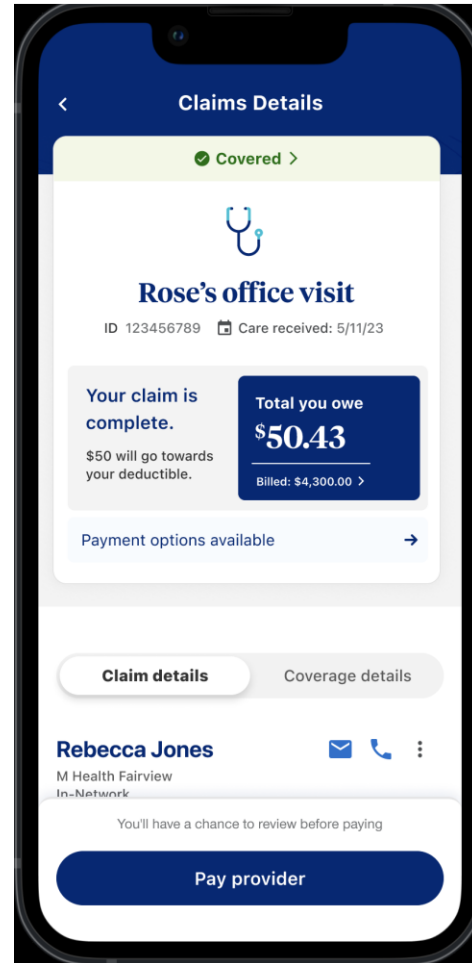 Claims Details
Covered
Rose's office visit
ID 123456789 Care received: 5/11/23
Your claim is
complete.
$50 will go towards
your deductible.
Total you owe
$50.43
Billed: $4,300.00
Payment options available
Claim details
Coverage details
Rebecca Jones
M Health Fairview
In-Network
You'll have a chance to review before paying
Pay provider